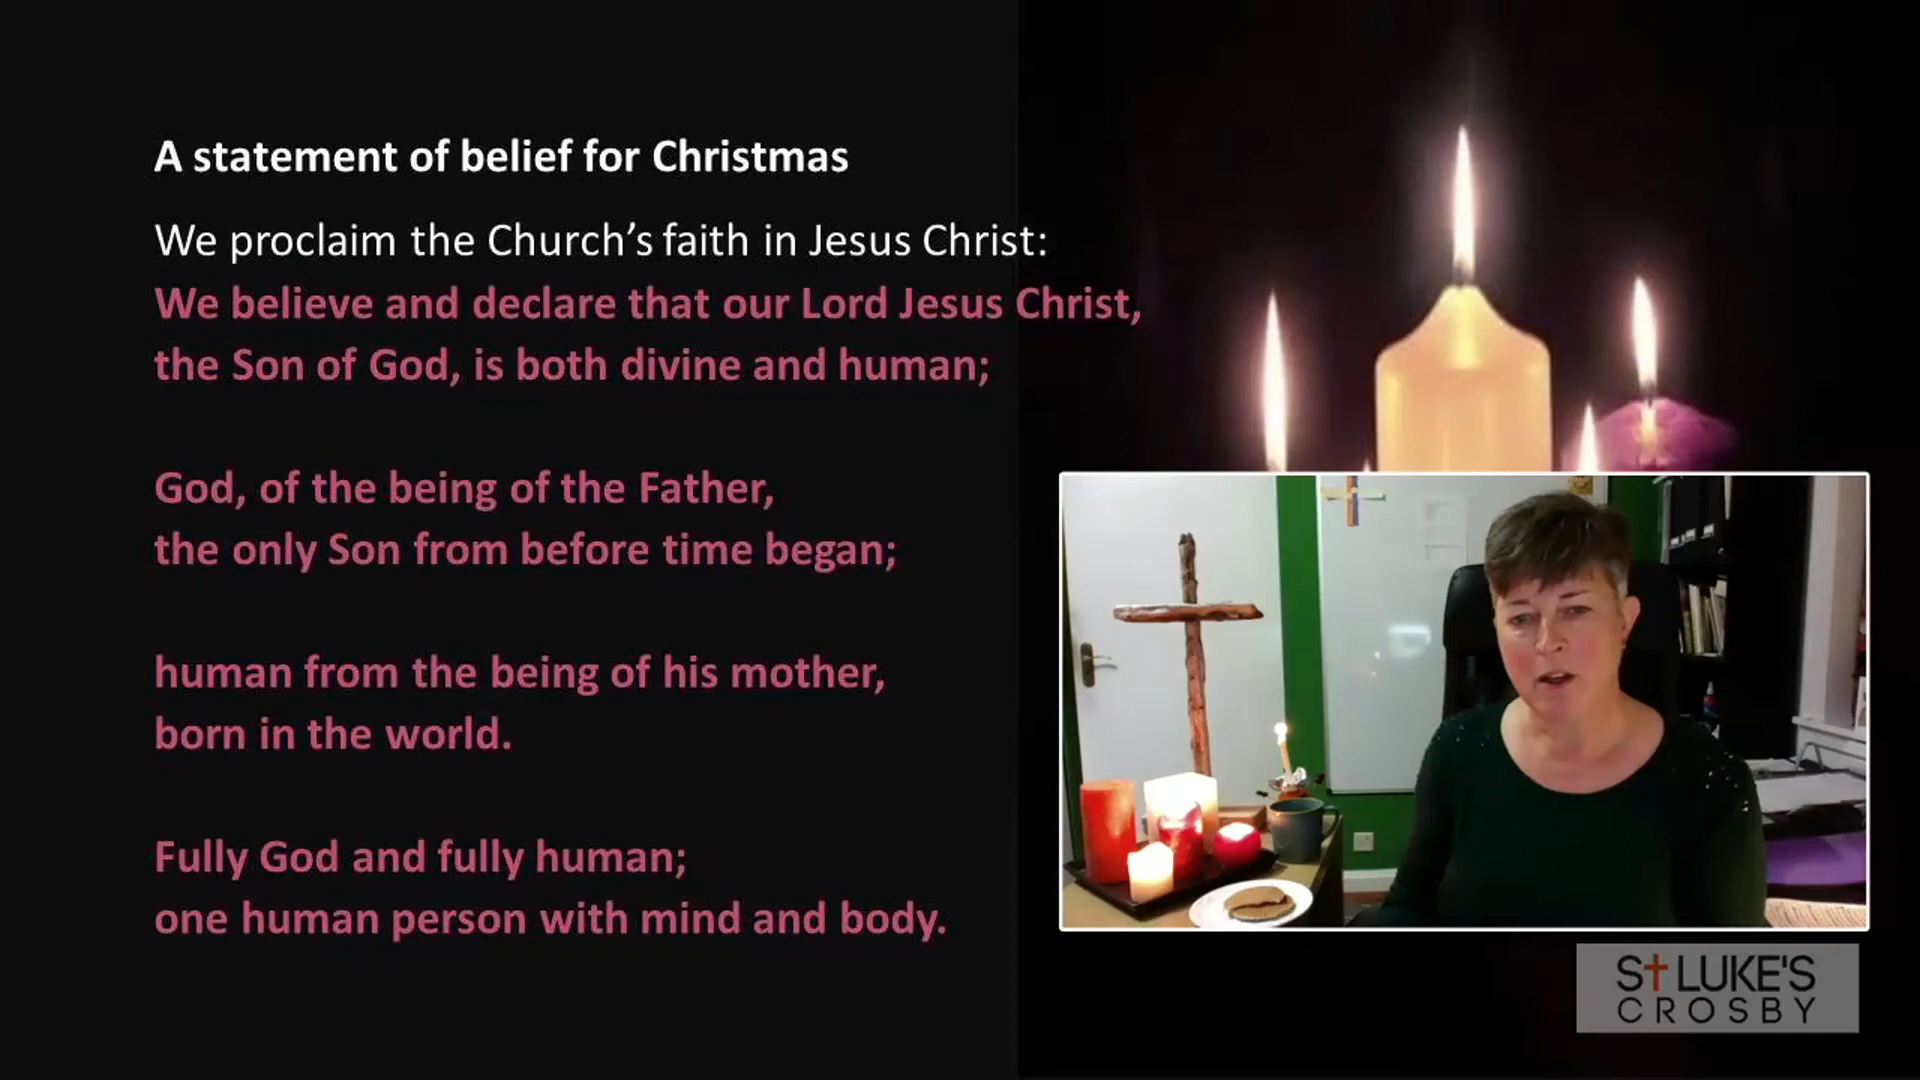 A statement of belief for Christmas
We proclaim the Church’s faith in Jesus Christ:
We believe and declare that our Lord Jesus Christ,
the Son of God, is both divine and human;
God, of the being of the Father,
the only Son from before time began;
human from the being of his mother,
born in the world.
Fully God and fully human;
one human person with mind and body.
ST LUKE'S
CROSBY